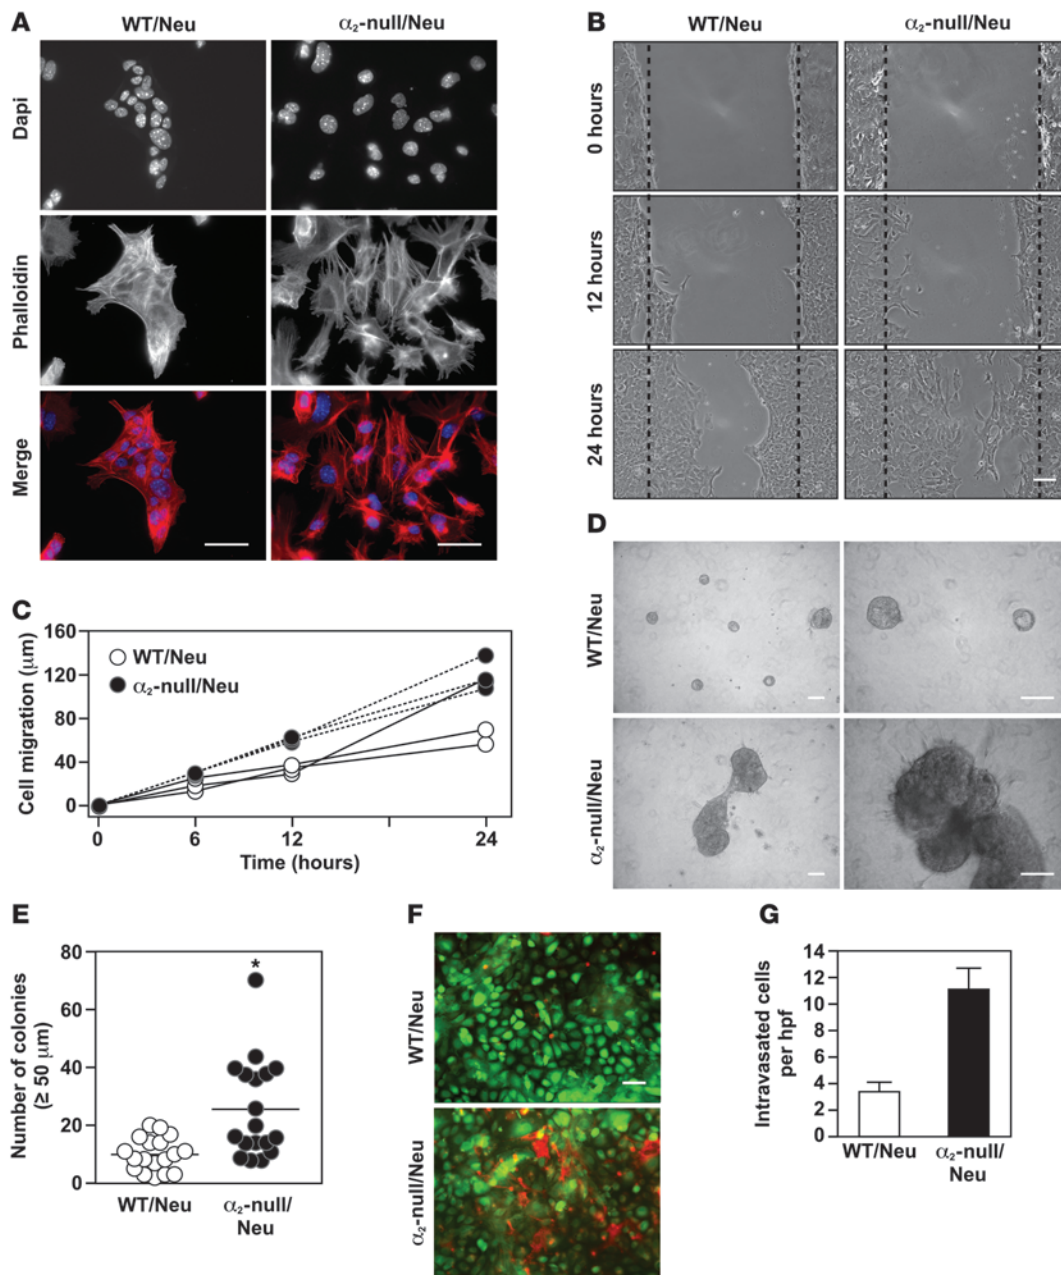 A
WT/Neu
α₂-null/Neu
Dapi
Phalloidin
Merge
B
WT/Neu
α₂-null/Neu
0 hours
12 hours
24 hours
C
Cell migration (μm)
160
120
80
40
0
WT/Neu
α₂-null/Neu
0
6
12
24
Time (hours)
D
WT/Neu
α₂-null/Neu
E
Number of colonies
(≥ 50 μm)
80
60
40
20
0
*
WT/Neu
α₂-null/
Neu
F
WT/Neu
α₂-null/Neu
G
Intravasated cells
per hpf
14
12
10
8
6
4
2
0
WT/Neu
α₂-null/
Neu